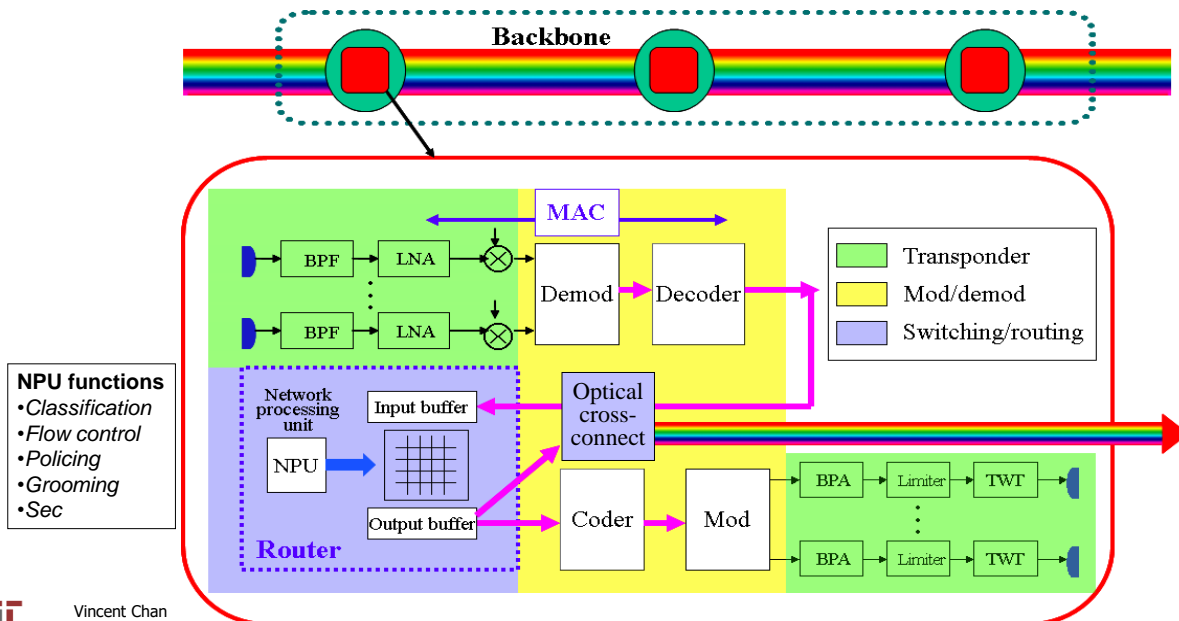 Backbone
MAC
BPF
LNA
Demod
Decoder
BPF
LNA
Transponder
Mod/demod
Switching/routing
NPU functions
•Classification
•Flow control
•Policing
•Grooming
•Sec
Network
processing
unit
NPU
Input buffer
Output buffer
Router
Optical
cross-
connect
Coder
Mod
BPA
Limiter
TWT
BPA
Limiter
TWT
Vincent Chan